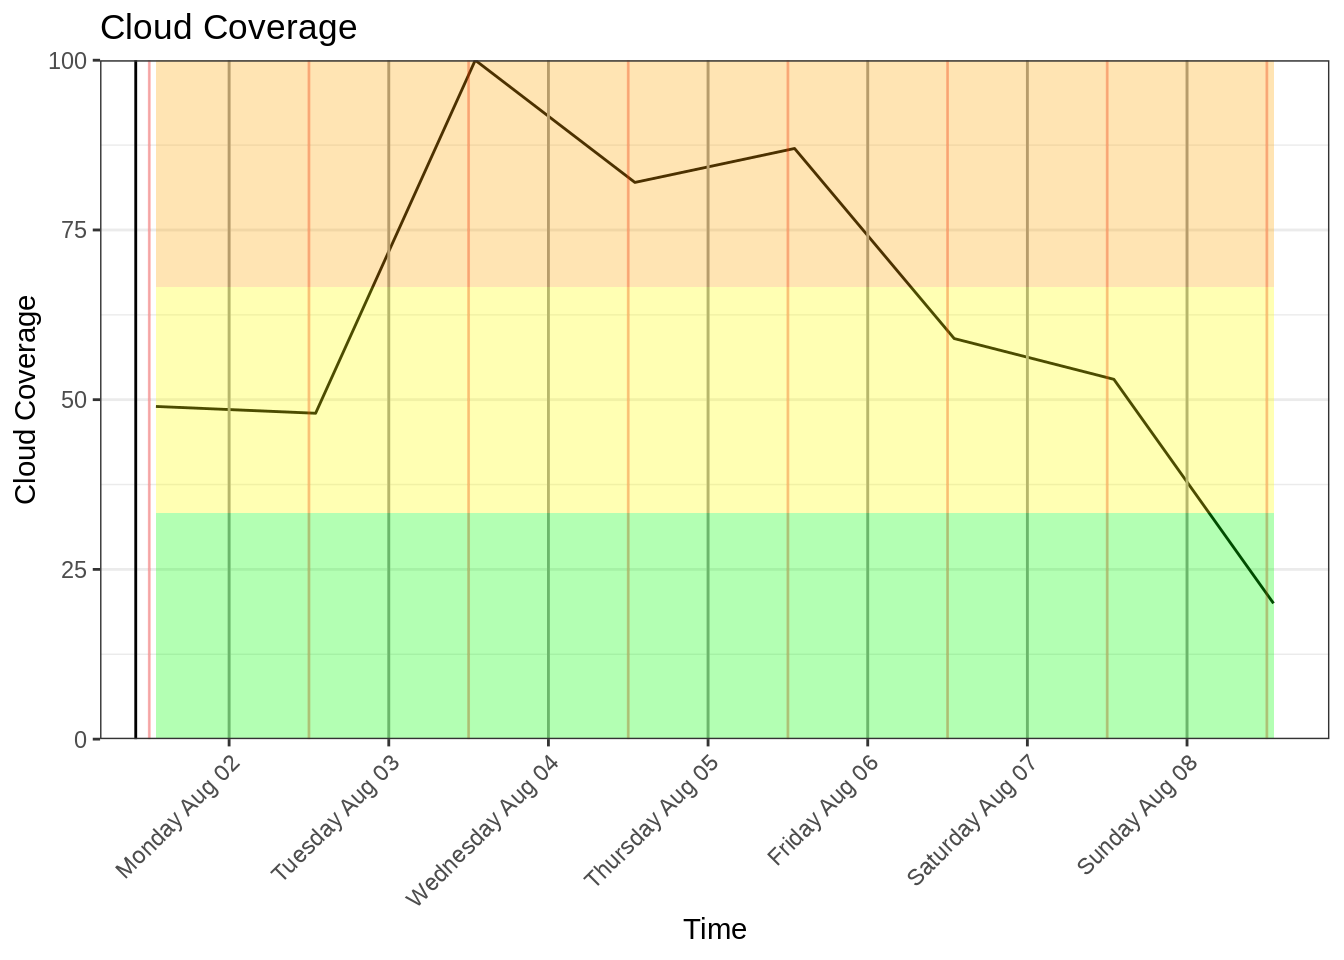 Cloud Coverage
Cloud Coverage
100
75
50
25
0
Monday Aug 02
Tuesday Aug 03
Wednesday Aug 04
Thursday Aug 05
Friday Aug 06
Saturday Aug 07
Sunday Aug 08
Time